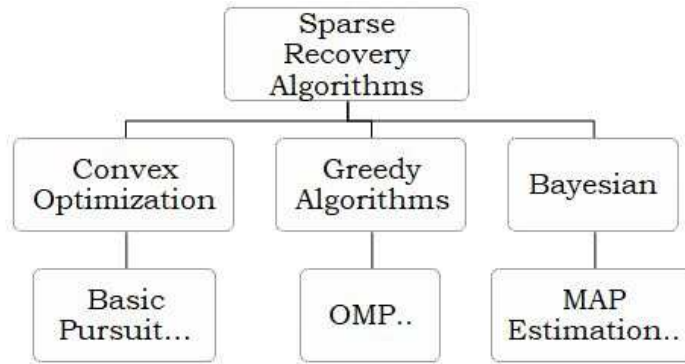 Sparse
Recovery
Algorithms
Convex
Optimization
Greedy
Algorithms
Bayesian
Basic
Pursuit...
OMP..
MAP
Estimation..